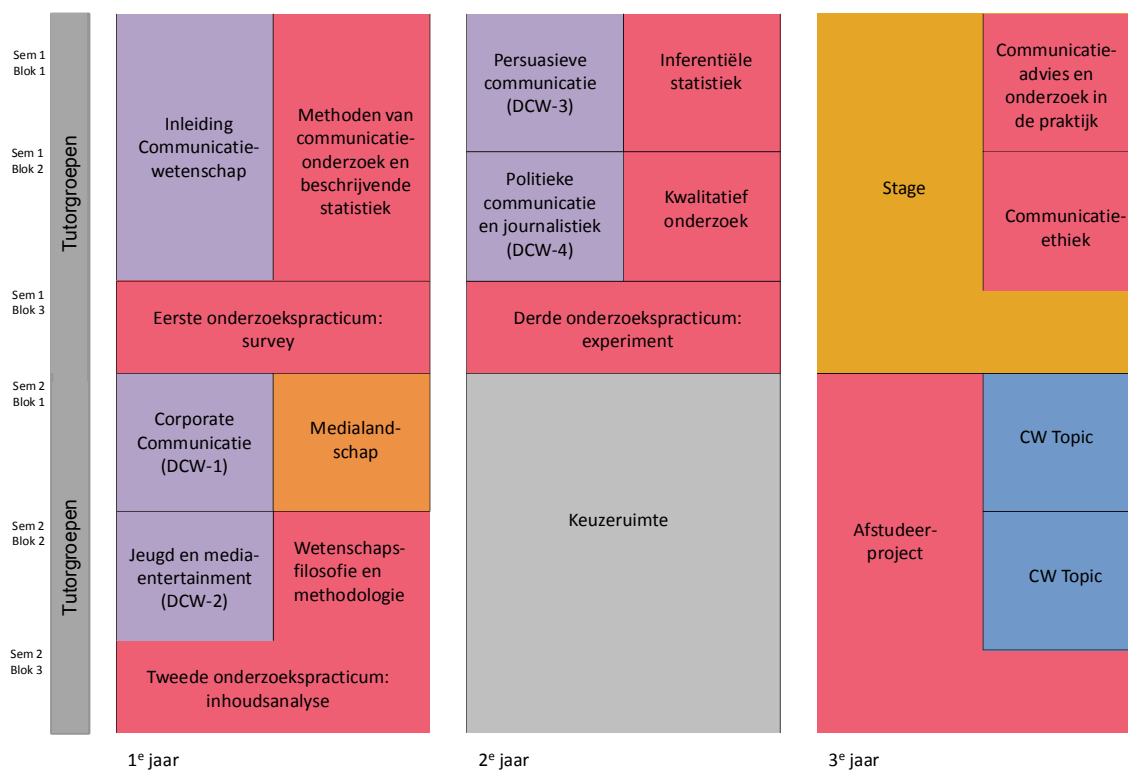 Sem 1
Blok 1
Sem 1
Blok 2
Sem 1
Blok 3
Sem 2
Blok 1
Sem 2
Blok 2
Sem 2
Blok 3
Tutorgroepen
Tutorgroepen
Inleiding
Communicatie-
wetenschap
Methoden van
communicatie-
onderzoek en
beschrijvende
statistiek
Eerste onderzoekspracticum:
survey
Corporate
Communicatie
(DCW-1)
Medialand-
schap
Jeugd en media-
entertainment
(DCW-2)
Wetenschaps-
filosofie en
methodologie
Tweede onderzoekspracticum:
inhoudsanalyse
1e jaar
Persuasieve
communicatie
(DCW-3)
Inferentiële
statistiek
Politieke
communicatie
en journalistiek
(DCW-4)
Kwalitatief
onderzoek
Derde onderzoekspracticum:
experiment
Keuzeruimte
2e jaar
Stage
Communicatie-
advies en
onderzoek in
de praktijk
Communicatie-
ethiek
Afstudeer-
project
CW Topic
CW Topic
3e jaar